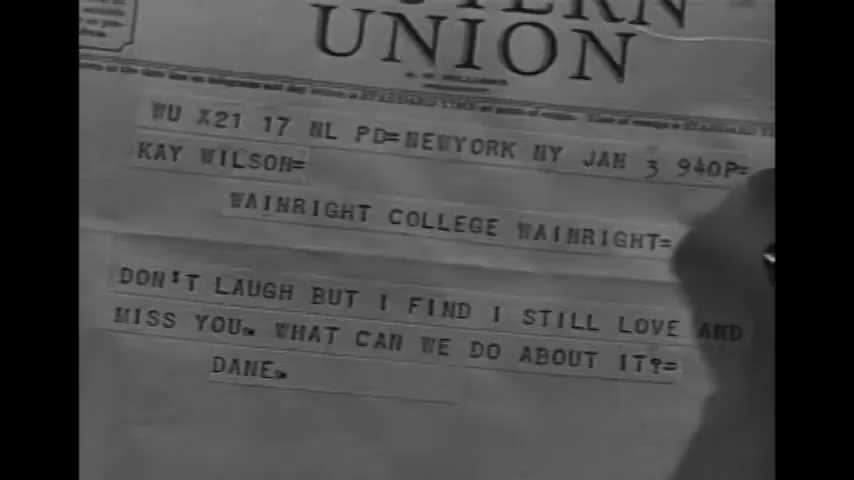 UNION
WU X21 17 NL PD=NEWYORK NY JAN 3 940P=
KAY WILSON=
WAINRIGHT COLLEGE WAINRIGHT=
DON'T LAUGH BUT I FIND I STILL LOVE AND
MISS YOU. WHAT CAN WE DO ABOUT IT?=
DANE.